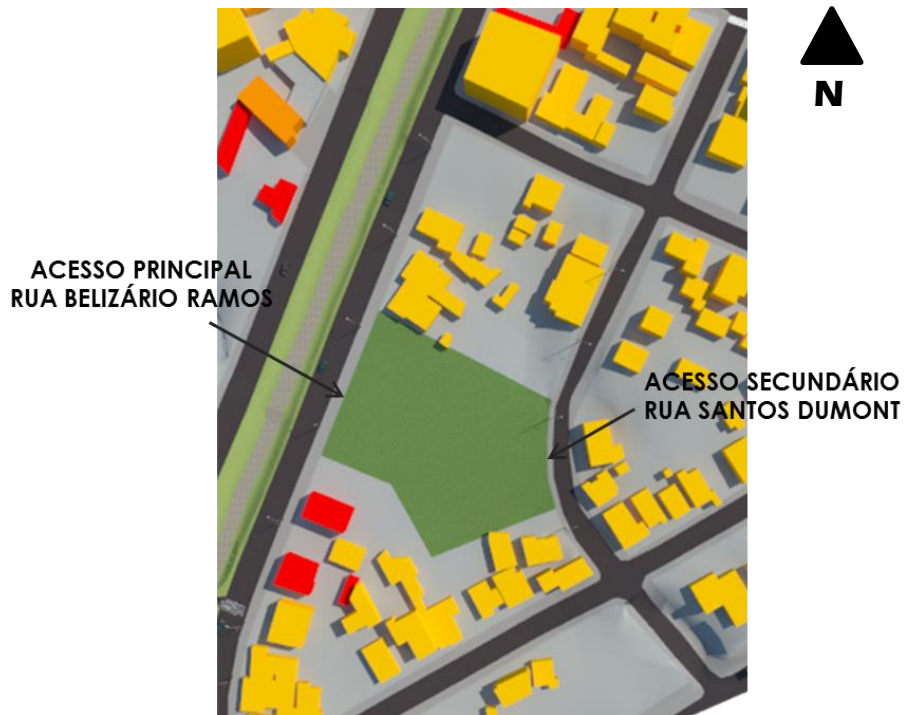 N
ACESSO PRINCIPAL
RUA BELIZÁRIO RAMOS
ACESSO SECUNDÁRIO
RUA SANTOS DUMONT